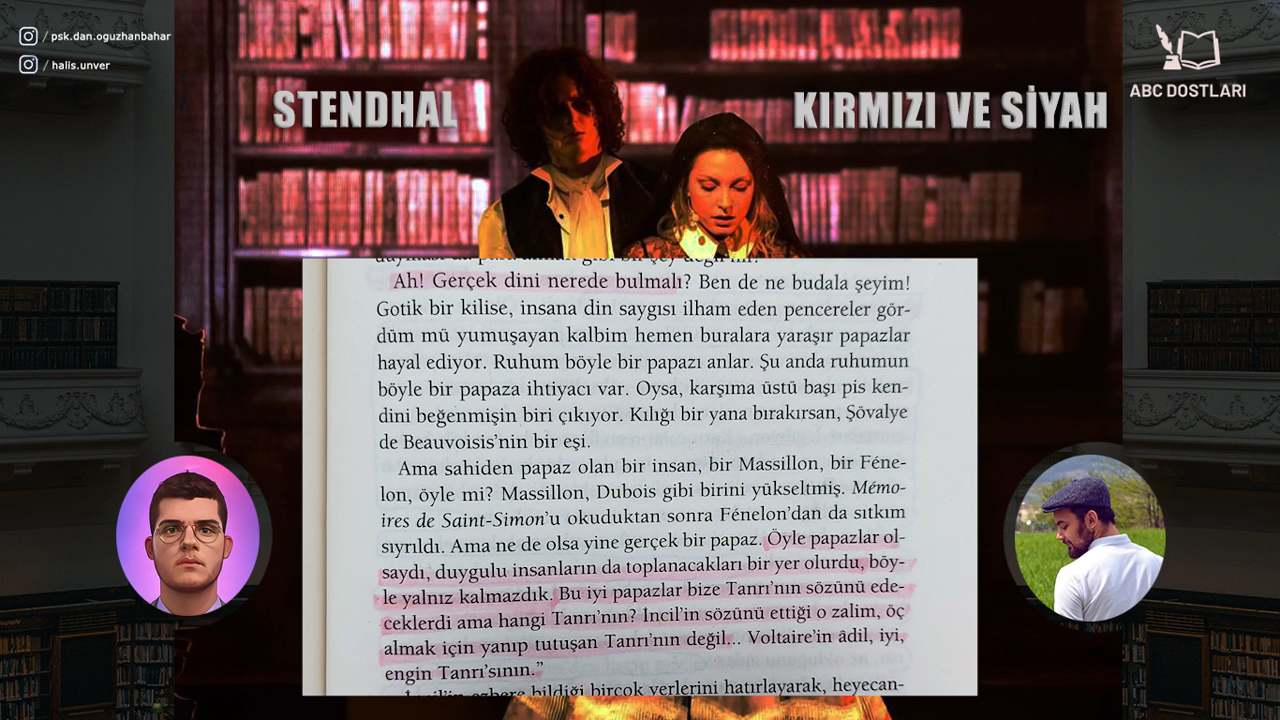 / psk.dan.oguzhanbahar
/ halis.unver
STENDHAL
KIRMIZI VE SİYAH
ABC DOSTLARI
Ah! Gerçek dini nerede bulmalı? Ben de ne budala şeyim!
Gotik bir kilise, insana din saygısı ilham eden pencereler gör-
düm mü yumuşayan kalbim hemen buralara yaraşır papazlar
hayal ediyor. Ruhum böyle bir papazı anlar. Şu anda ruhumun
böyle bir papaza ihtiyacı var. Oysa, karşıma üstü başı pis ken-
dini beğenmişin biri çıkıyor. Kılığı bir yana bırakırsan, Şövalye
de Beauvoisis'nin bir eşi.
Ama sahiden papaz olan bir insan, bir Massillon, bir Féne-
lon, öyle mi? Massillon, Dubois gibi birini yükseltmiş. Mémo-
ires de Saint-Simon'u okuduktan sonra Fénelon'dan da sıtkım
sıyrıldı. Ama ne de olsa yine gerçek bir papaz. Öyle papazlar ol-
saydı, duygulu insanların da toplanacakları bir yer olurdu, böy-
le yalnız kalmazdık. Bu iyi papazlar bize Tanrı'nın sözünü ede-
ceklerdi ama hangi Tanrı'nın? İncil'in sözünü ettiği o zalim, öç
almak için yanıp tutuşan Tanrı'nın değil... Voltaire'in âdil, iyi,
engin Tanrı'sının."
İncil'in ezbere bildiği birçok yerlerini hatırlayarak, heyecan-